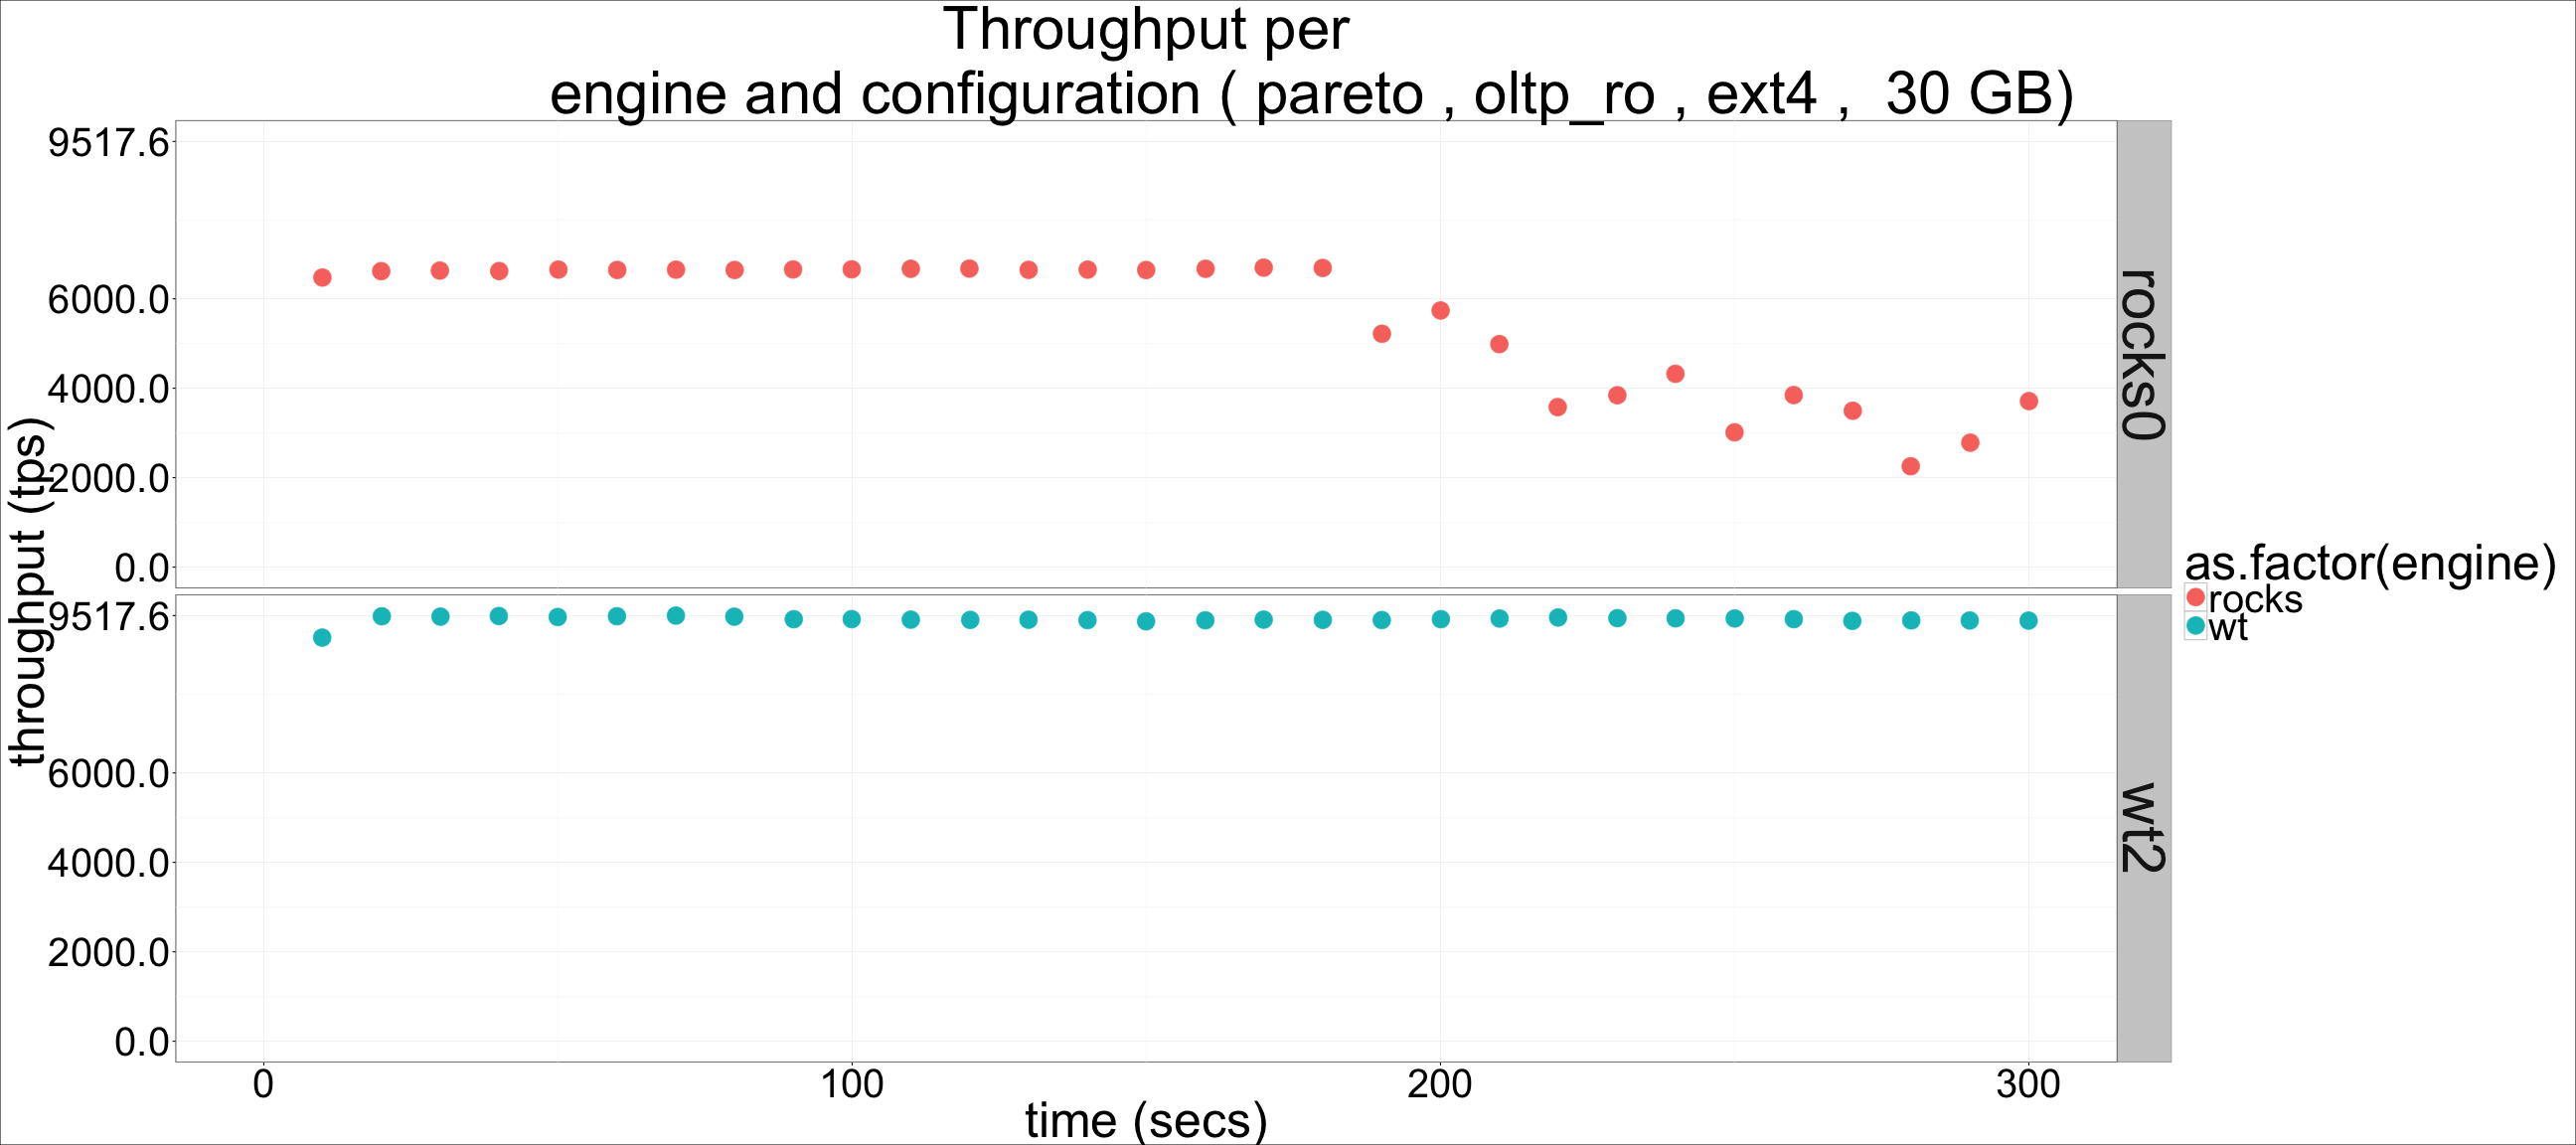 Throughput per
engine and configuration ( pareto , oltp_ro , ext4 ,  30 GB)
throughput (tps)
9517.6
6000.0
4000.0
2000.0
0.0
rocks0
9517.6
6000.0
4000.0
2000.0
0.0
wt2
0 100 200 300
time (secs)
as.factor(engine)
rocks
wt